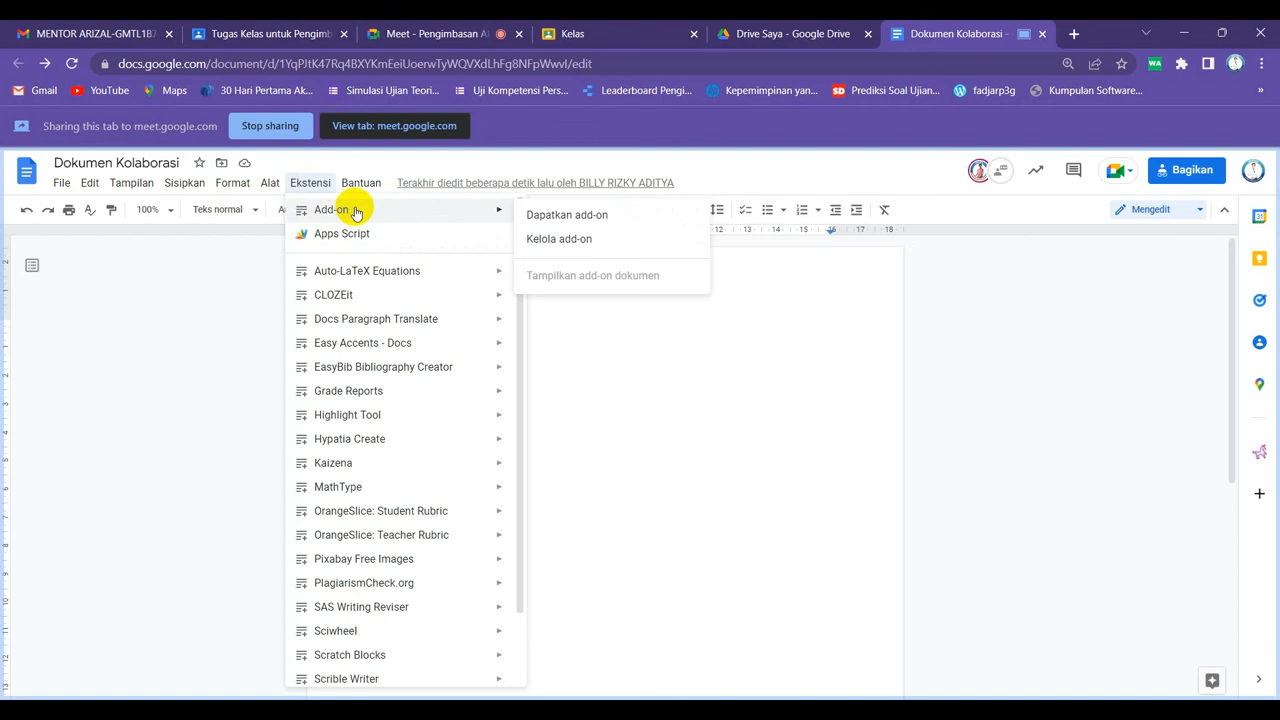 MENTOR ARIZAL-GMTL1B7
Tugas Kelas untuk Pengimb
Meet - Pengimbasan Al
Kelas
Drive Saya - Google Drive
Dokumen Kolaborasi -
docs.google.com/document/d/1YqPJtK47Rq4BXYKmEeiUoerwTyWQVXdLhFg8NFpWwvI/edit
Gmail
YouTube
Maps
30 Hari Pertama Ak...
Simulasi Ujian Teori...
Uji Kompetensi Pers...
Leaderboard Pengi...
Kepemimpinan yan...
Prediksi Soal Ujian...
fadjarp3g
Kumpulan Software...
Sharing this tab to meet.google.com
Stop sharing
View tab: meet.google.com
Dokumen Kolaborasi
File Edit Tampilan Sisipkan Format Alat Ekstensi Bantuan
Terakhir diedit beberapa detik lalu oleh BILLY RIZKY ADITYA
Bagikan
100%
Teks normal
Mengedit
16 17 18
Add-on
Apps Script
Auto-LaTeX Equations
CLOZEit
Docs Paragraph Translate
Easy Accents - Docs
EasyBib Bibliography Creator
Grade Reports
Highlight Tool
Hypatia Create
Kaizena
MathType
OrangeSlice: Student Rubric
OrangeSlice: Teacher Rubric
Pixabay Free Images
PlagiarismCheck.org
SAS Writing Reviser
Sciwheel
Scratch Blocks
Scrible Writer
Dapatkan add-on
Kelola add-on
Tampilkan add-on dokumen